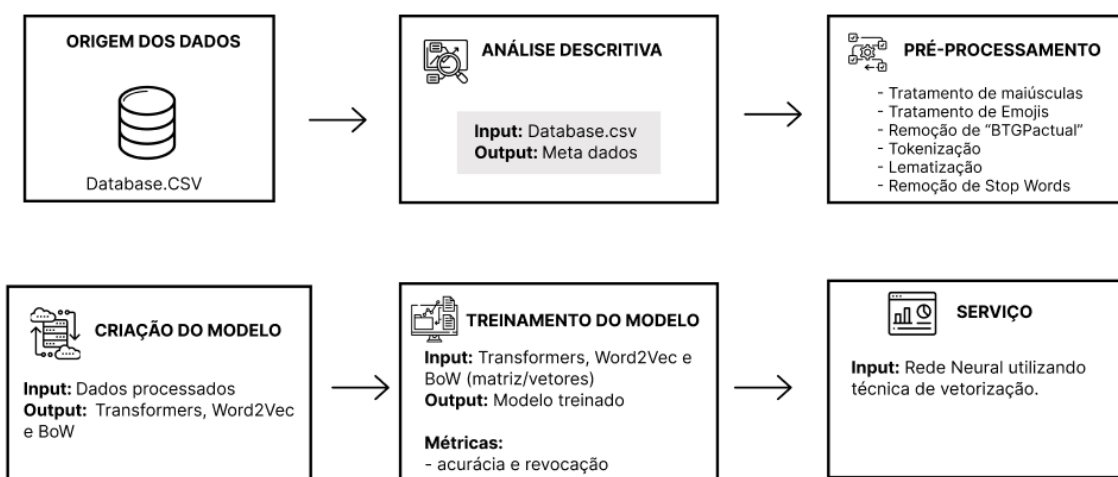 ORIGEM DOS DADOS
Database.CSV
ANÁLISE DESCRITIVA
Input: Database.csv
Output: Meta dados
PRÉ-PROCESSAMENTO
- Tratamento de maiúsculas
- Tratamento de Emojis
- Remoção de “BTGPactual”
- Tokenização
- Lematização
- Remoção de Stop Words
CRIAÇÃO DO MODELO
Input: Dados processados
Output: Transformers, Word2Vec
e BoW
TREINAMENTO DO MODELO
Input: Transformers, Word2Vec e
BoW (matriz/vetores)
Output: Modelo treinado
Métricas:
- acurácia e revocação
SERVIÇO
Input: Rede Neural utilizando
técnica de vetorização.